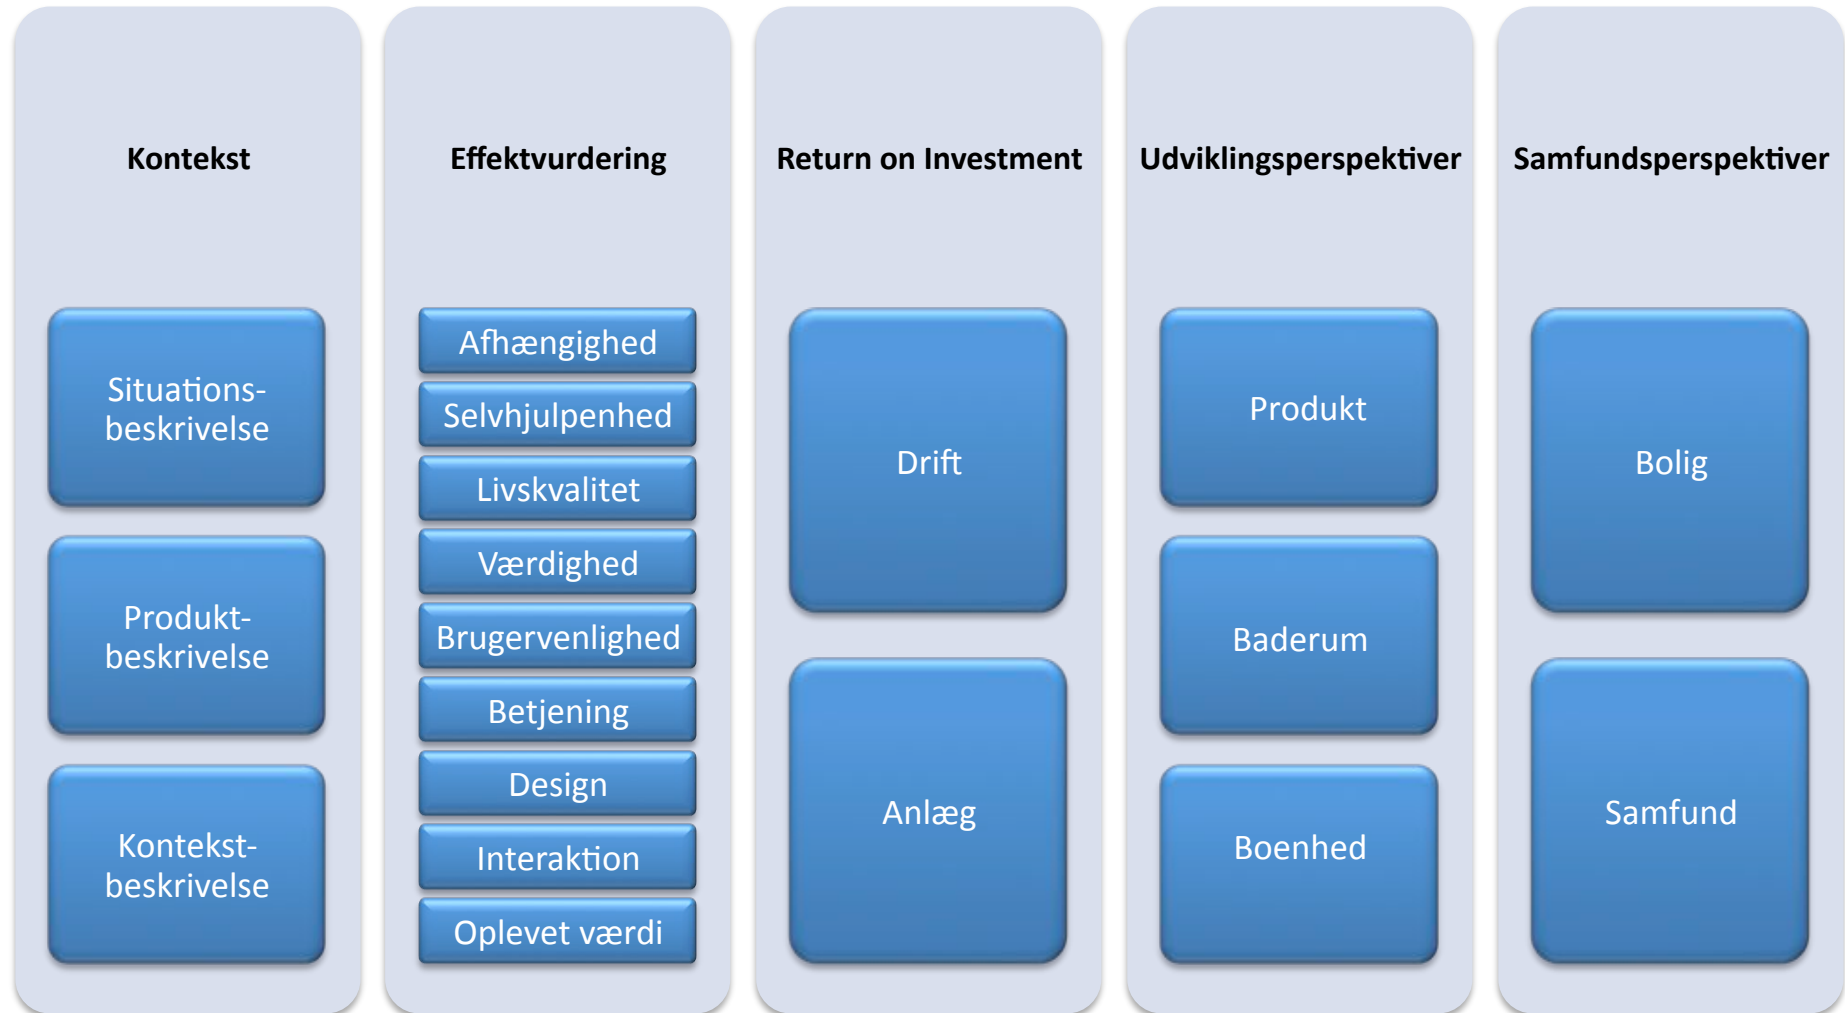 Kontekst
Situations-
beskrivelse
Produkt-
beskrivelse
Kontekst-
beskrivelse
Effektvurdering
Afhængighed
Selvhjulpenhed
Livskvalitet
Værdighed
Brugervenlighed
Betjening
Design
Interaktion
Oplevet værdi
Return on Investment
Drift
Anlæg
Udviklingsperspektiver
Produkt
Baderum
Boenhed
Samfundsperspektiver
Bolig
Samfund